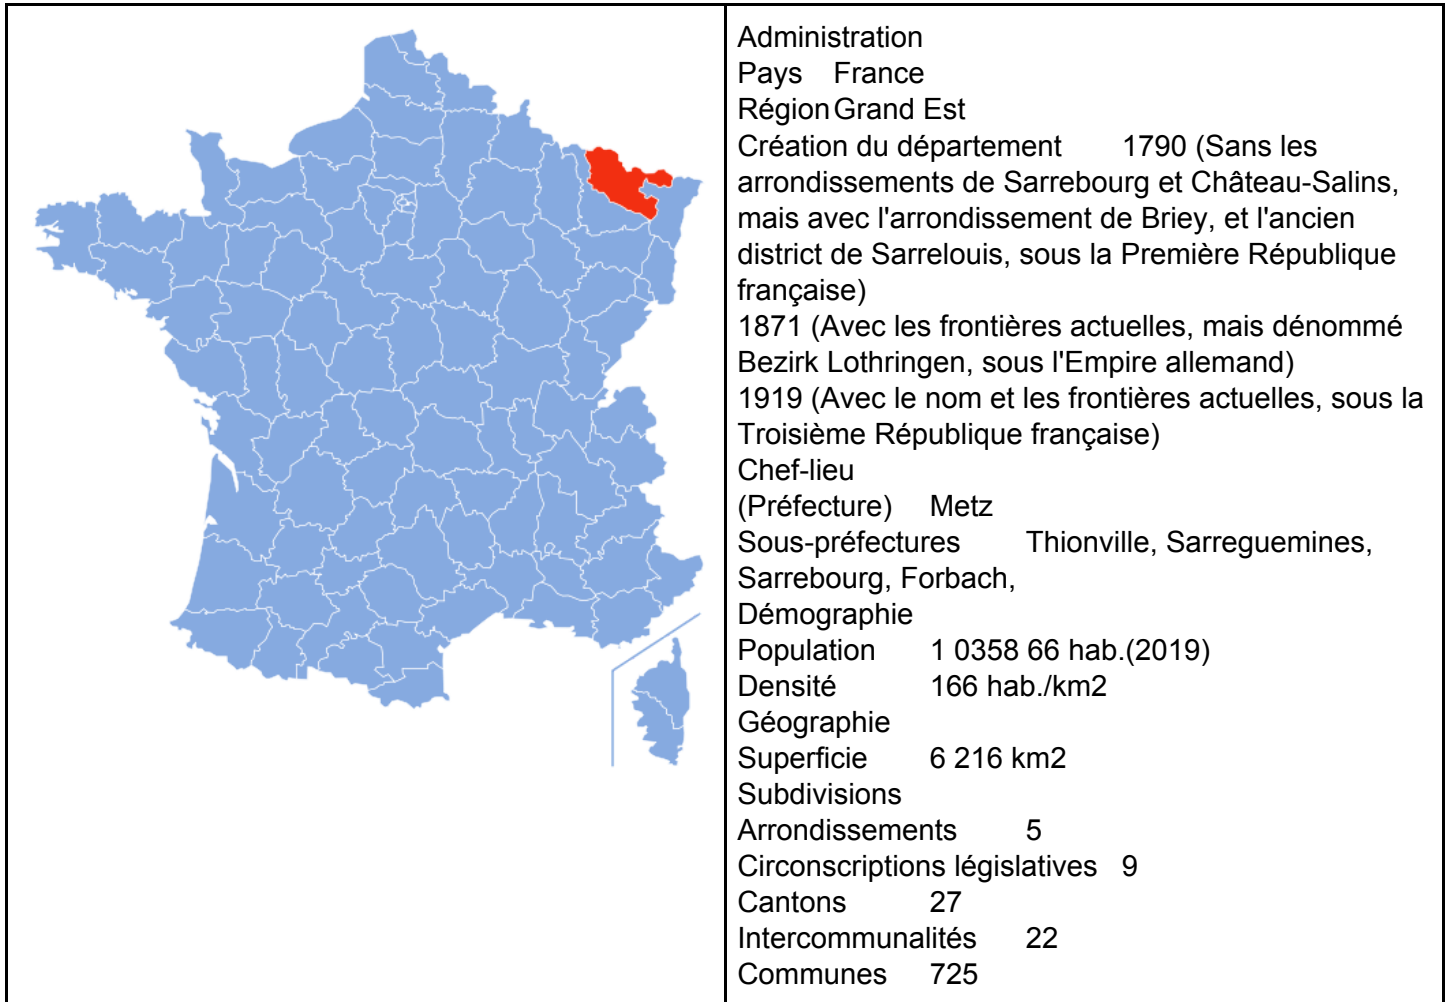 Administration
Pays France
Région Grand Est
Création du département 1790 (Sans les
arrondissements de Sarrebourg et Château-Salins,
mais avec l'arrondissement de Briey, et l'ancien
district de Sarrelouis, sous la Première République
française)
1871 (Avec les frontières actuelles, mais dénommé
Bezirk Lothringen, sous l'Empire allemand)
1919 (Avec le nom et les frontières actuelles, sous la
Troisième République française)
Chef-lieu
(Préfecture) Metz
Sous-préfectures Thionville, Sarreguemines,
Sarrebourg, Forbach,
Démographie
Population 1 0358 66 hab.(2019)
Densité 166 hab./km2
Géographie
Superficie 6 216 km2
Subdivisions
Arrondissements 5
Circonscriptions législatives 9
Cantons 27
Intercommunalités 22
Communes 725